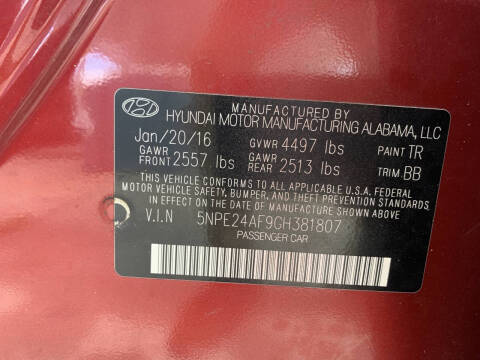 MANUFACTURED BY
HYUNDAI MOTOR MANUFACTURING ALABAMA, LLC
Jan/20/16 GVWR 4497 lbs PAINT TR
GAWR FRONT 2557 lbs GAWR REAR 2513 lbs TRIM BB
THIS VEHICLE CONFORMS TO ALL APPLICABLE U.S.A. FEDERAL
MOTOR VEHICLE SAFETY, BUMPER, AND THEFT PREVENTION STANDARDS
IN EFFECT ON THE DATE OF MANUFACTURE SHOWN ABOVE.
V.I.N 5NPE24AF9GH381807
PASSENGER CAR